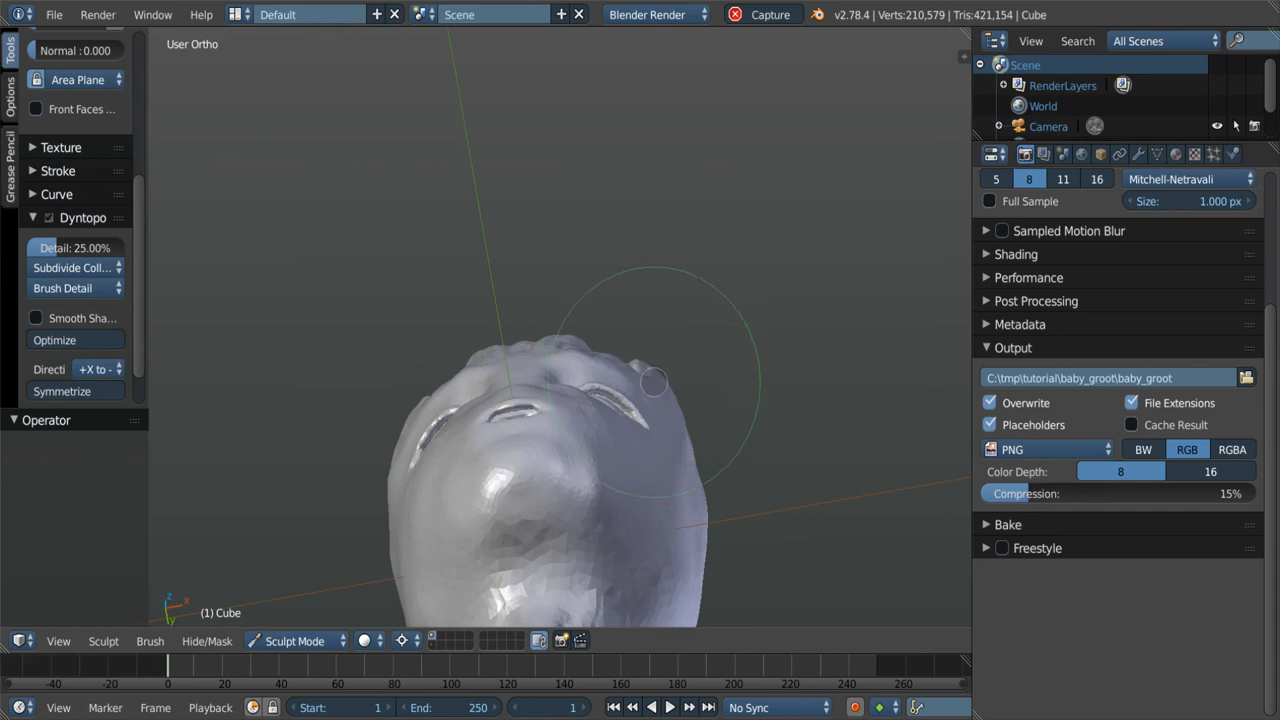 File Render Window Help Default Scene Blender Render Capture v2.78.4 | Verts:210,579 | Tris:421,154 | Cube
Tools
Options
Grease Pencil
Normal : 0.000
Area Plane
Front Faces ...
Texture
Stroke
Curve
Dyntopo
Detail: 25.00%
Subdivide Coll...
Brush Detail
Smooth Sha...
Optimize
Directi +X to -
Symmetrize
Operator
User Ortho
z
x
y
(1) Cube
View Sculpt Brush Hide/Mask Sculpt Mode
-40 -20 0 20 40 60 80 100 120 140 160 180 200 220 240 260
View Marker Frame Playback Start: 1 End: 250 1 No Sync
View Search All Scenes
Scene
RenderLayers
World
Camera
5 8 11 16 Mitchell-Netravali
Full Sample Size: 1.000 px
Sampled Motion Blur
Shading
Performance
Post Processing
Metadata
Output
C:\tmp\tutorial\baby_groot\baby_groot
Overwrite File Extensions
Placeholders Cache Result
PNG BW RGB RGBA
Color Depth: 8 16
Compression: 15%
Bake
Freestyle